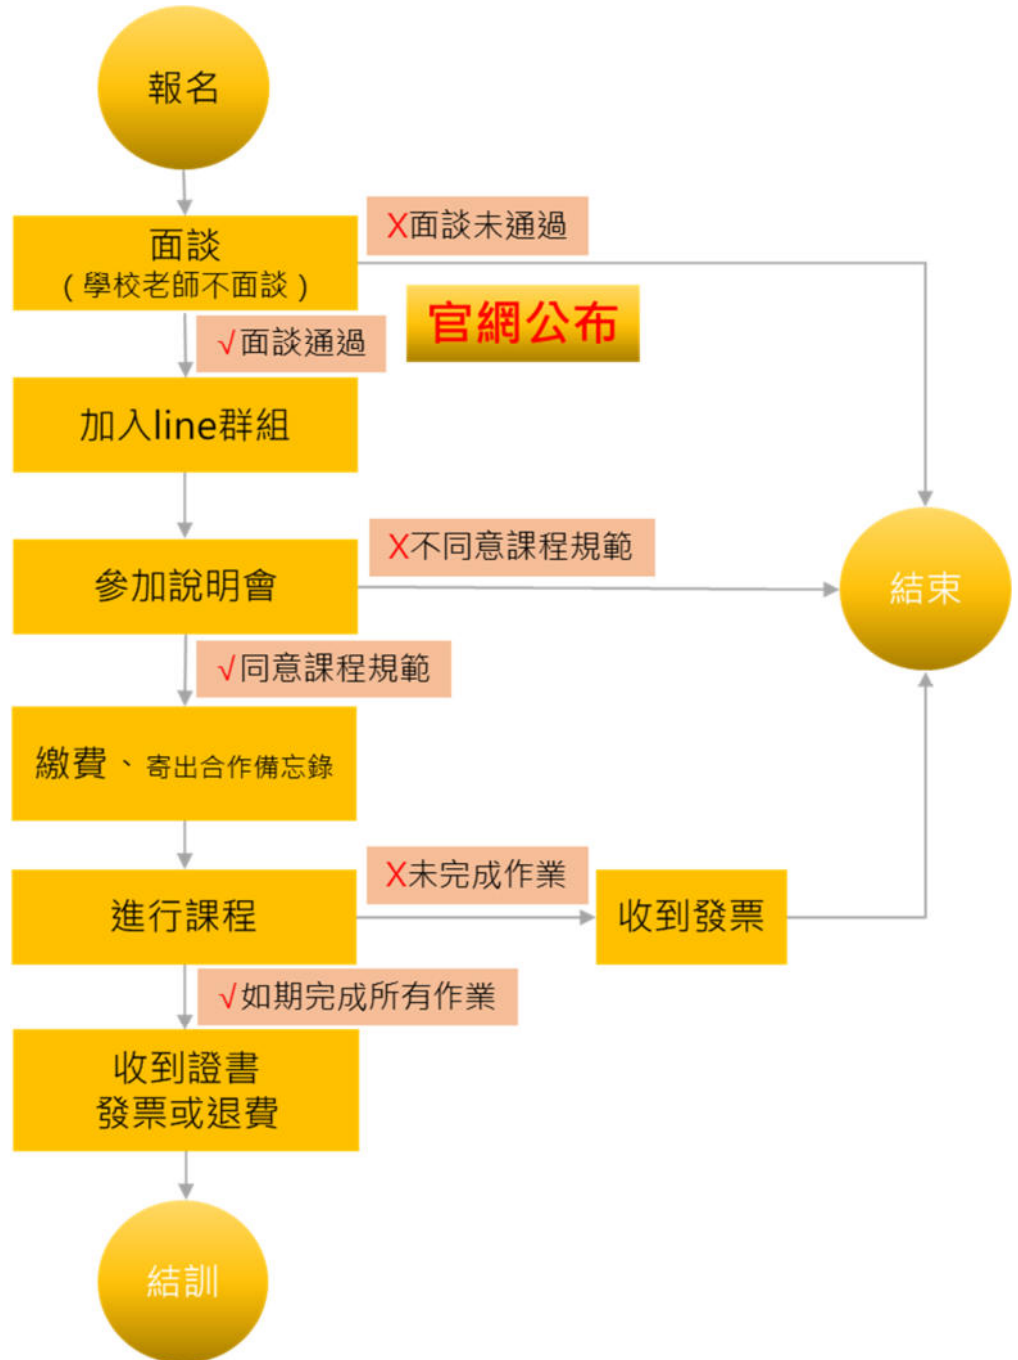 報名
X面談未通過
面談
(學校老師不面談)
官網公布
√面談通過
加入line群組
X不同意課程規範
參加說明會
結束
√同意課程規範
繳費、寄出合作備忘錄
X未完成作業
進行課程
收到發票
√如期完成所有作業
收到證書
發票或退費
結訓